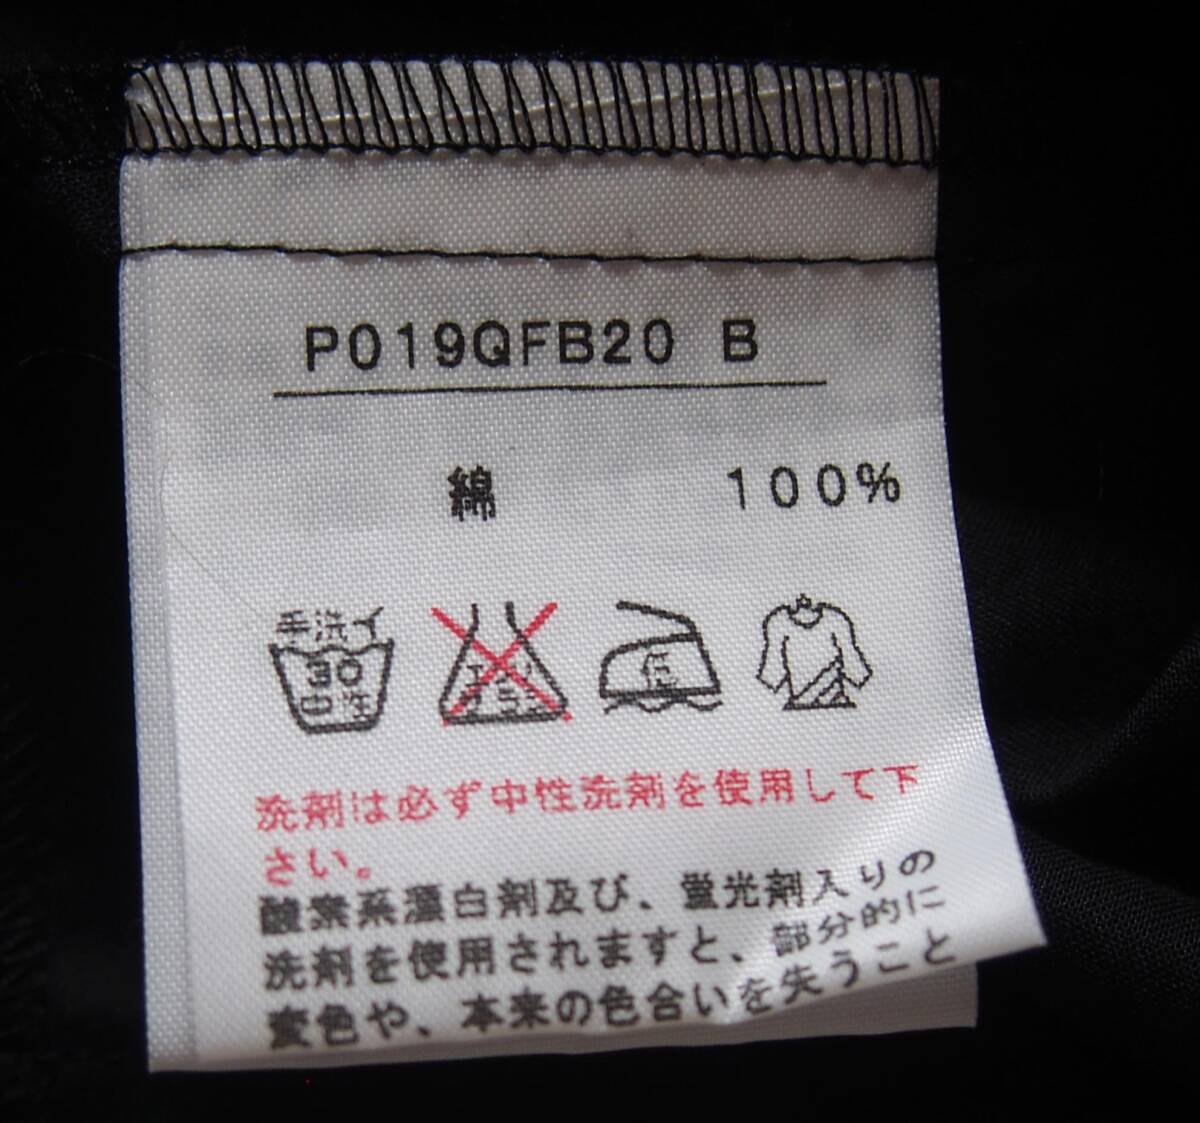 P019QFB20 B
綿 100%
手洗イ
30
中性
エンソ
サラシ
低
洗剤は必ず中性洗剤を使用して下
さい。
酸素系漂白剤及び、蛍光剤入りの
洗剤を使用されますと、部分的に
変色や、本来の色合いを失うこと